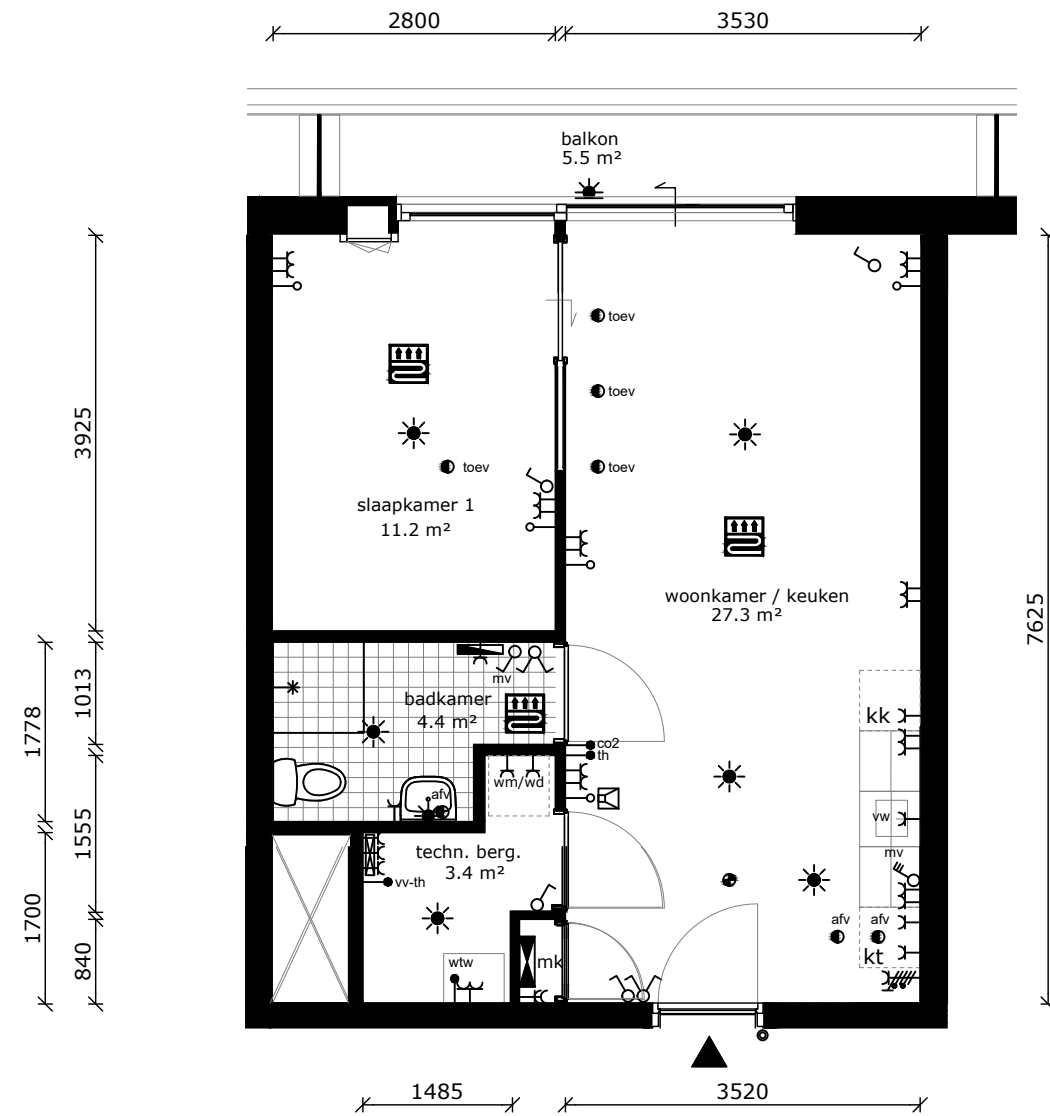 2800
3530
balkon
5.5 m²
toev
toev
toev
toev
3925
slaapkamer 1
11.2 m²
woonkamer / keuken
27.3 m²
7625
1013
1778
mv
badkamer
4.4 m²
kk
co2
th
wm/wd
afv
vw
1555
techn. berg.
3.4 m²
mv
vv-th
1700
840
afv
afv
kt
wtw
mk
1485
3520